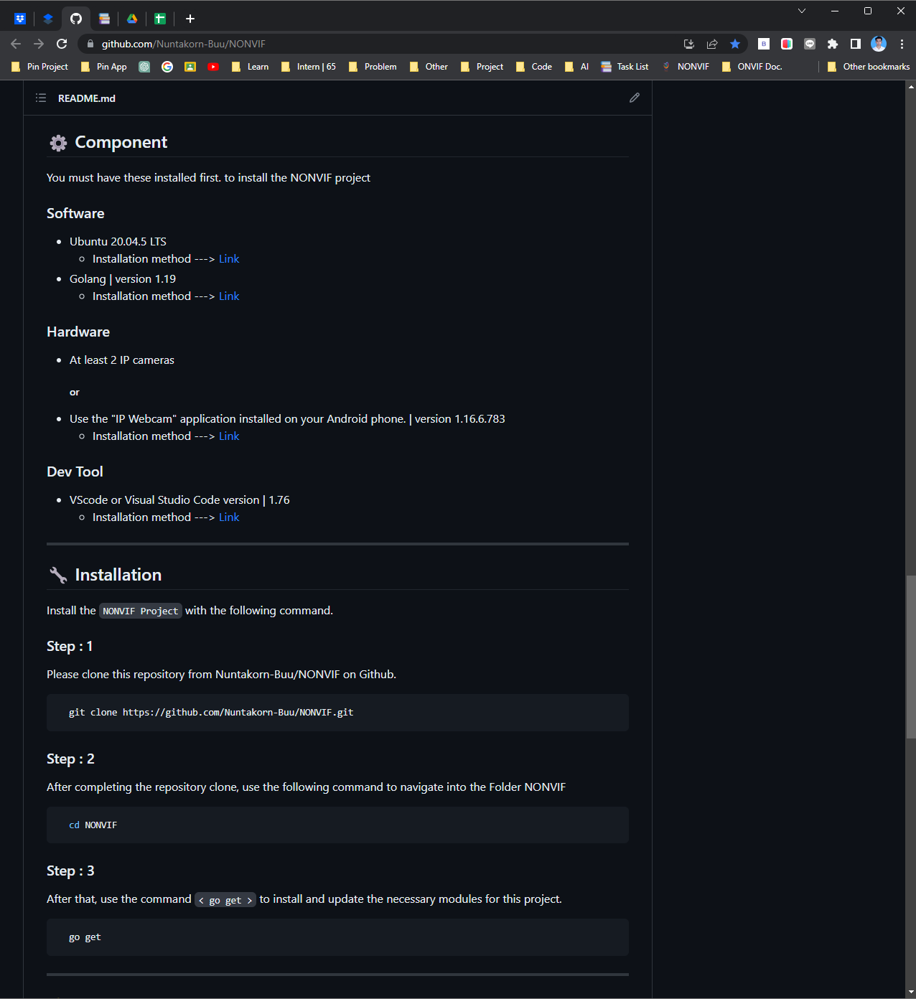 github.com/Nuntakorn-Buu/NONVIF
Pin Project Pin App Learn Intern | 65 Problem Other Project Code AI Task List NONVIF ONVIF Doc. Other bookmarks
README.md
Component
You must have these installed first. to install the NONVIF project
Software
Ubuntu 20.04.5 LTS
Installation method ---> Link
Golang | version 1.19
Installation method ---> Link
Hardware
At least 2 IP cameras
or
Use the "IP Webcam" application installed on your Android phone. | version 1.16.6.783
Installation method ---> Link
Dev Tool
VScode or Visual Studio Code version | 1.76
Installation method ---> Link
Installation
Install the NONVIF Project with the following command.
Step : 1
Please clone this repository from Nuntakorn-Buu/NONVIF on Github.
git clone https://github.com/Nuntakorn-Buu/NONVIF.git
Step : 2
After completing the repository clone, use the following command to navigate into the Folder NONVIF
cd NONVIF
Step : 3
After that, use the command < go get > to install and update the necessary modules for this project.
go get